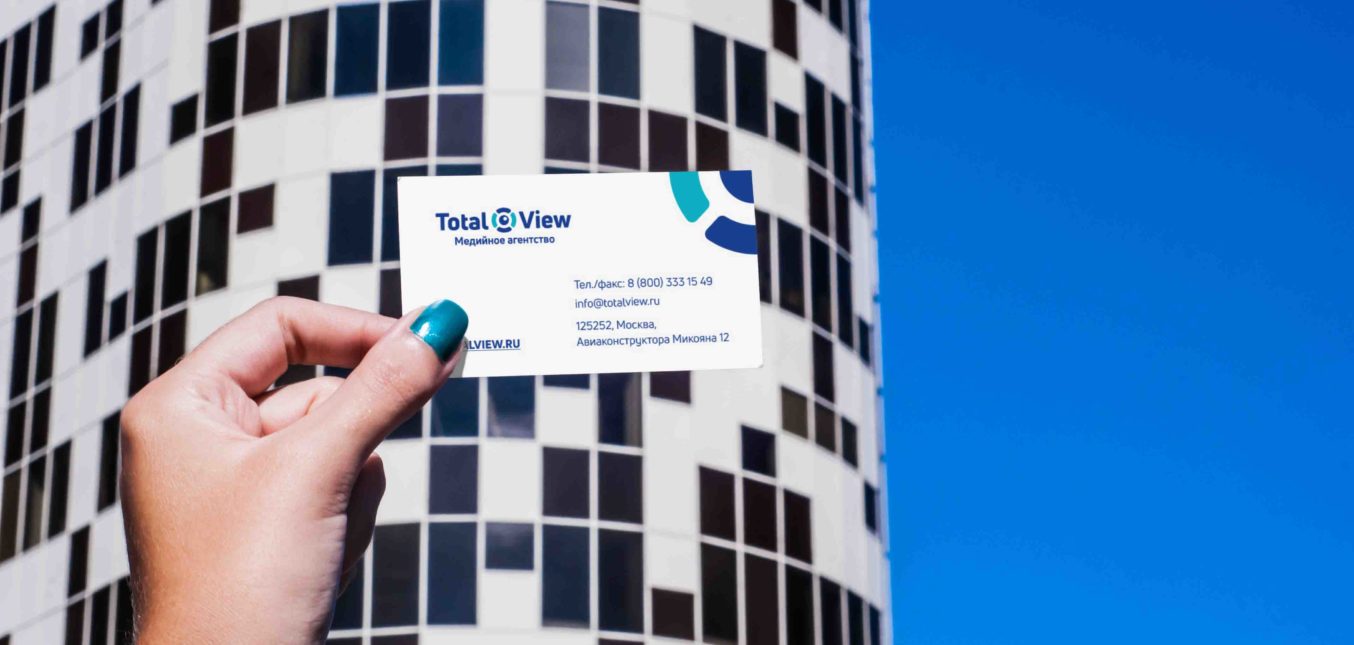 Total View
Медийное агентство
Тел./факс: 8 (800) 333 15 49
info@totalview.ru
125252, Москва,
Авиаконструктора Микояна 12
ALVIEW.RU